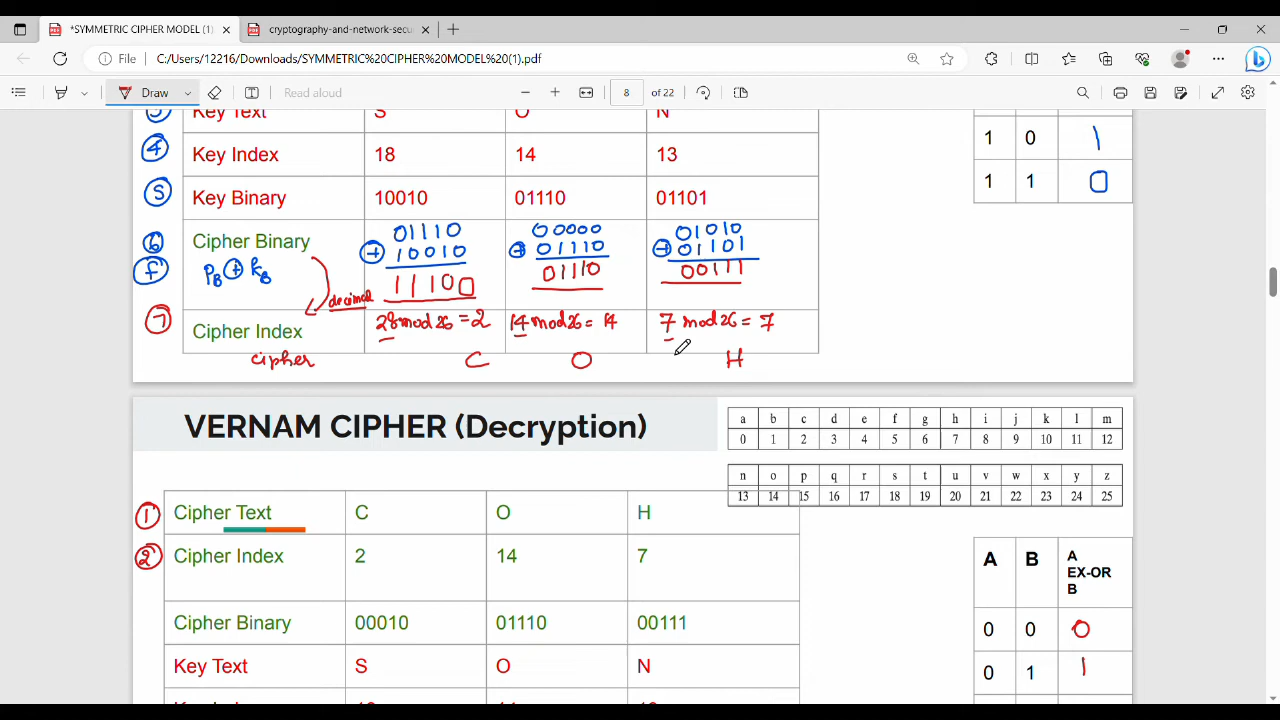 *SYMMETRIC CIPHER MODEL (1)
cryptography-and-network-secu
File C:/Users/12216/Downloads/SYMMETRIC%20CIPHER%20MODEL%20(1).pdf
Draw Read aloud 8 of 22
Key Text S O N
1 0 1
4 Key Index 18 14 13
1 1 0
5 Key Binary 10010 01110 01101
6 Cipher Binary 01110 00000 01010
f PB ⊕ kB ⊕ 10010 ⊕ 01110 ⊕ 01101
11100 01110 00111
decimal
7 Cipher Index 28 mod 26 = 2 14 mod 26 = 14 7 mod 26 = 7
cipher C O H
VERNAM CIPHER (Decryption)
a b c d e f g h i j k l m
0 1 2 3 4 5 6 7 8 9 10 11 12
n o p q r s t u v w x y z
13 14 15 16 17 18 19 20 21 22 23 24 25
1 Cipher Text C O H
2 Cipher Index 2 14 7
A B A EX-OR B
Cipher Binary 00010 01110 00111
0 0 0
Key Text S O N
0 1 1